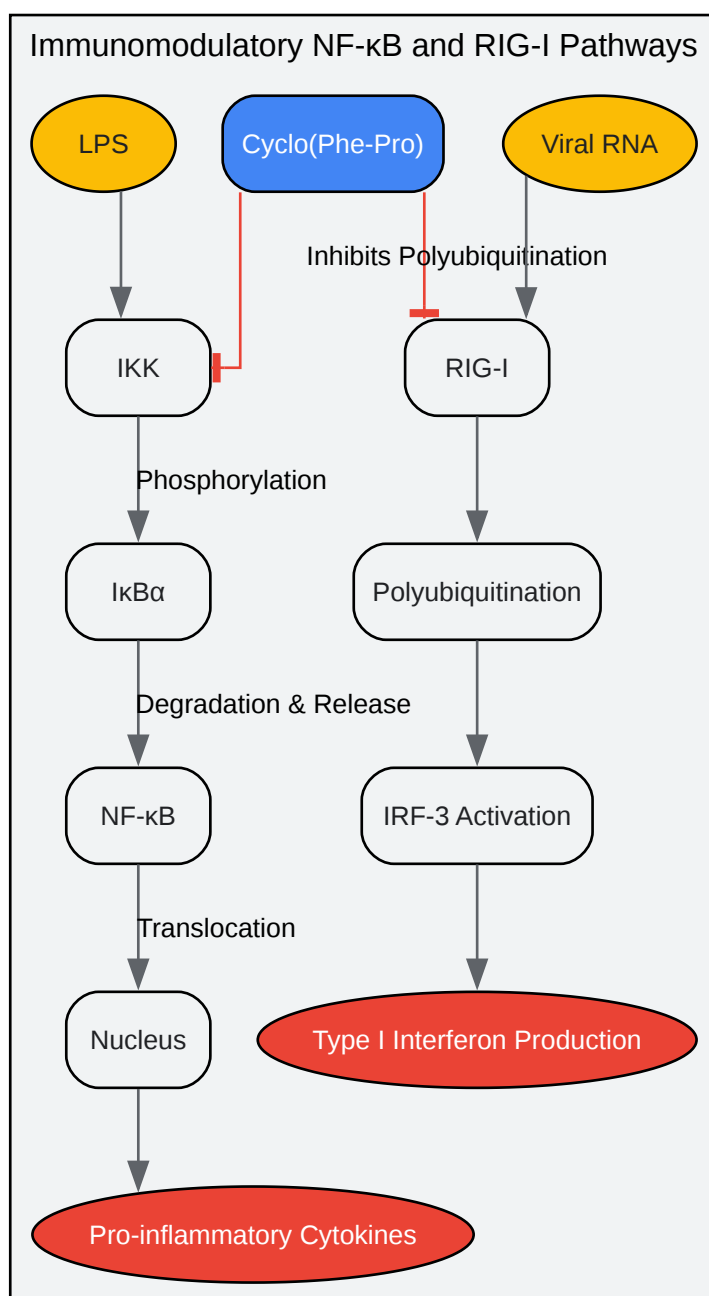 Immunomodulatory NF-κB and RIG-I Pathways
LPS
Cyclo(Phe-Pro)
Viral RNA
Inhibits Polyubiquitination
IKK
RIG-I
Phosphorylation
IκBα
Polyubiquitination
Degradation & Release
NF-κB
IRF-3 Activation
Translocation
Nucleus
Type I Interferon Production
Pro-inflammatory Cytokines